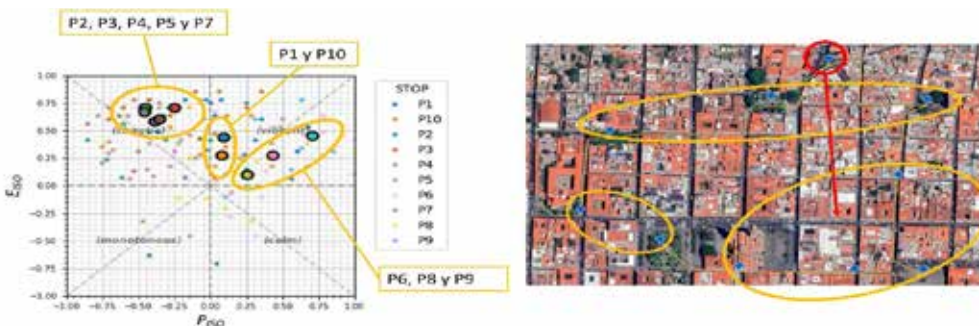 P2, P3, P4, P5 y P7
P1 y P10
1.00
0.75
0.50
0.25
0.00
−0.25
−0.50
−0.75
−1.00
E_ISO
(vibrant)
(monotonous)
(calm)
−1.00 −0.75 −0.50 −0.25 0.00 0.25 0.50 0.75 1.00
P_ISO
STOP
P1
P10
P2
P3
P4
P5
P6
P7
P8
P9
P6, P8 y P9